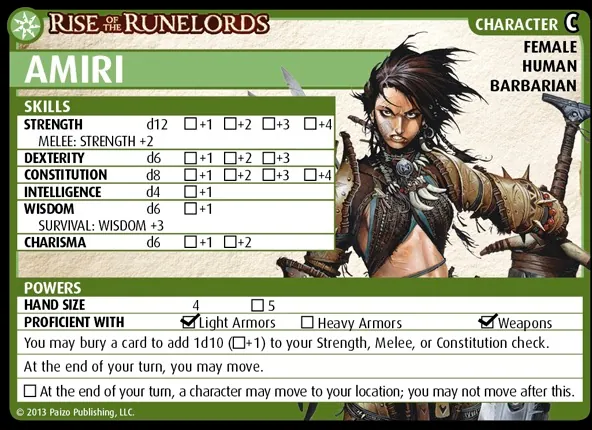 RISE OF THE RUNELORDS
CHARACTER C
AMIRI
FEMALE
HUMAN
BARBARIAN
SKILLS
STRENGTH d12 ☐+1 ☐+2 ☐+3 ☐+4
MELEE: STRENGTH +2
DEXTERITY d6 ☐+1 ☐+2 ☐+3
CONSTITUTION d8 ☐+1 ☐+2 ☐+3 ☐+4
INTELLIGENCE d4 ☐+1
WISDOM d6 ☐+1
SURVIVAL: WISDOM +3
CHARISMA d6 ☐+1 ☐+2
POWERS
HAND SIZE 4 ☐5
PROFICIENT WITH ☑Light Armors ☐Heavy Armors ☑Weapons
You may bury a card to add 1d10 (☐+1) to your Strength, Melee, or Constitution check.
At the end of your turn, you may move.
☐ At the end of your turn, a character may move to your location; you may not move after this.
© 2013 Paizo Publishing, LLC.